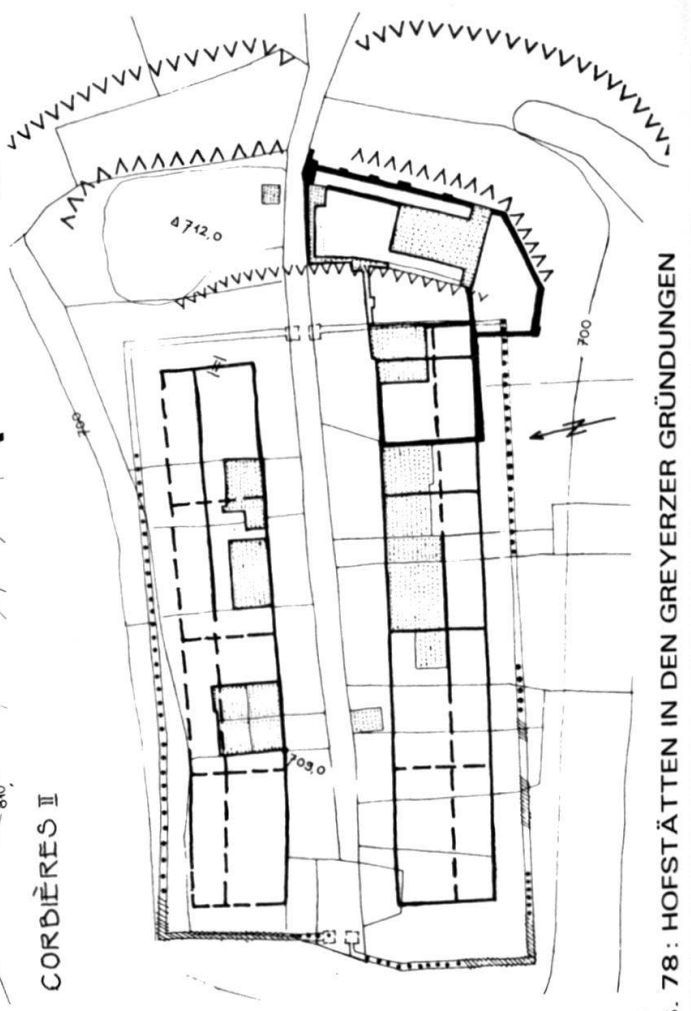 CORBIÈRES II
Δ 712,0
700
700
709,0
N
78: HOFSTÄTTEN IN DEN GREYERZER GRÜNDUNGEN